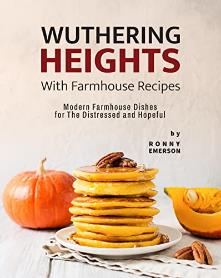 WUTHERING
HEIGHTS
With Farmhouse Recipes
Modern Farmhouse Dishes
for The Distressed and Hopeful
by
RONNY
EMERSON